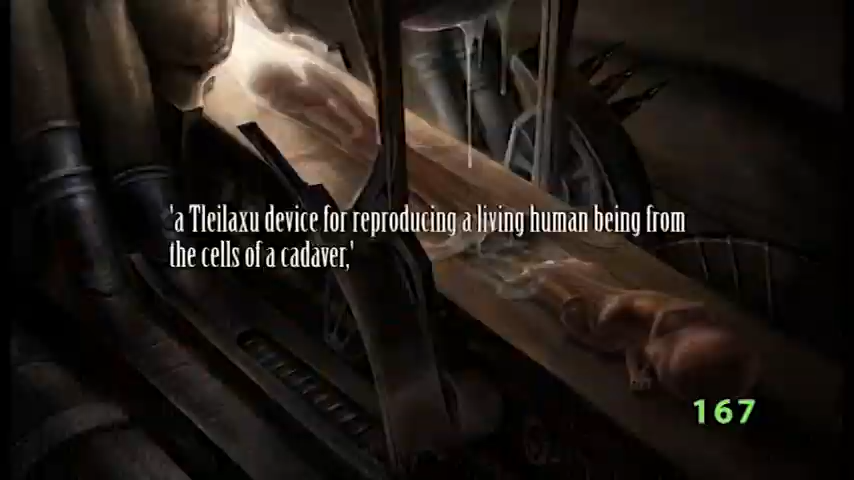 'a Tleilaxu device for reproducing a living human being from
the cells of a cadaver,'
167